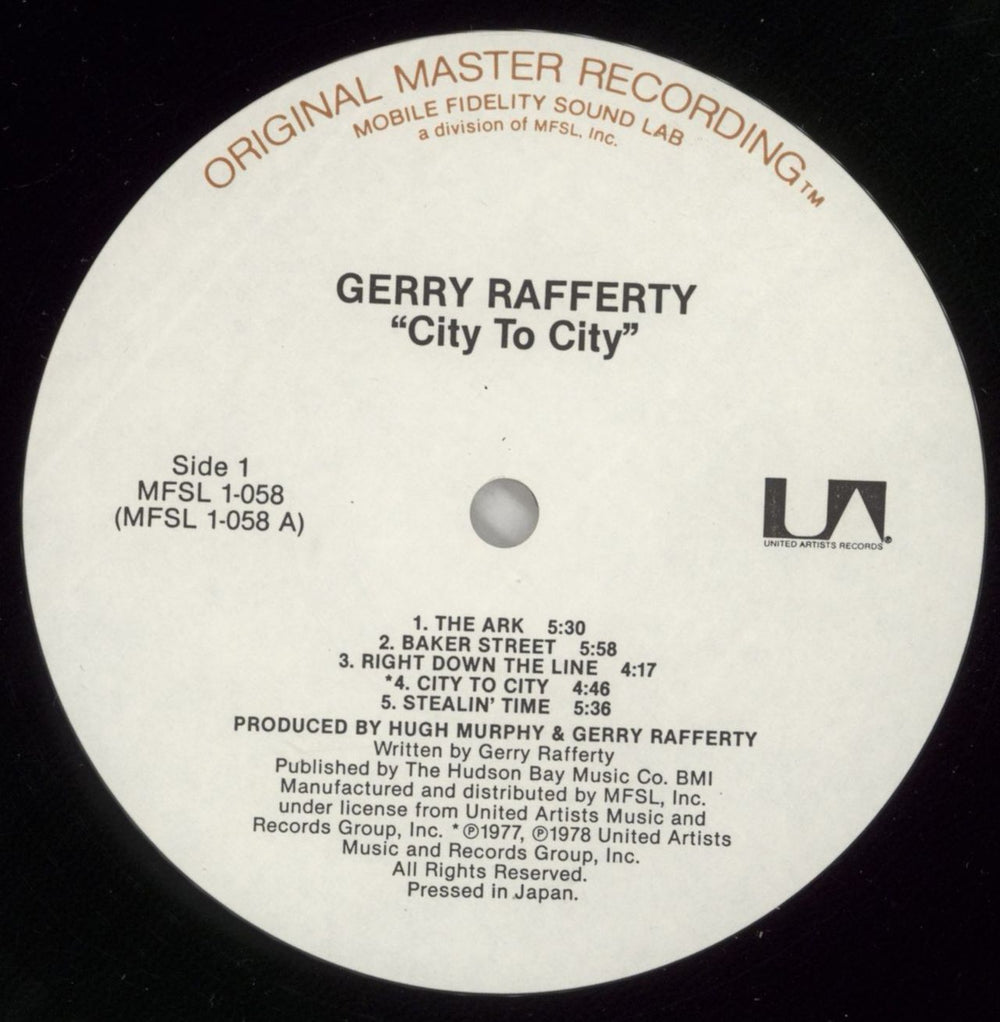 ORIGINAL MASTER RECORDING™
MOBILE FIDELITY SOUND LAB
a division of MFSL, Inc.
GERRY RAFFERTY
“City To City”
Side 1
MFSL 1-058
(MFSL 1-058 A)
UA®
UNITED ARTISTS RECORDS
1. THE ARK 5:30
2. BAKER STREET 5:58
3. RIGHT DOWN THE LINE 4:17
*4. CITY TO CITY 4:46
5. STEALIN’ TIME 5:36
PRODUCED BY HUGH MURPHY & GERRY RAFFERTY
Written by Gerry Rafferty
Published by The Hudson Bay Music Co. BMI
Manufactured and distributed by MFSL, Inc.
under license from United Artists Music and
Records Group, Inc. *℗1977, ℗1978 United Artists
Music and Records Group, Inc.
All Rights Reserved.
Pressed in Japan.